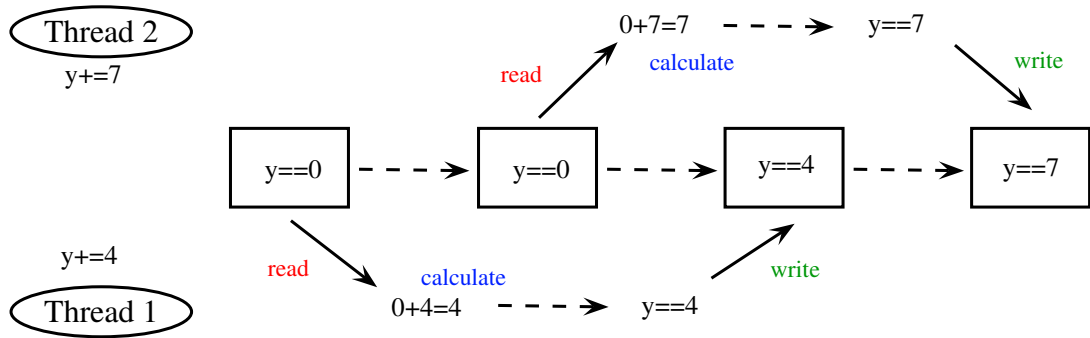 Thread 2
y+=7
0+7=7
y==7
read
calculate
write
y==0
y==0
y==4
y==7
y+=4
Thread 1
read
calculate
write
0+4=4
y==4